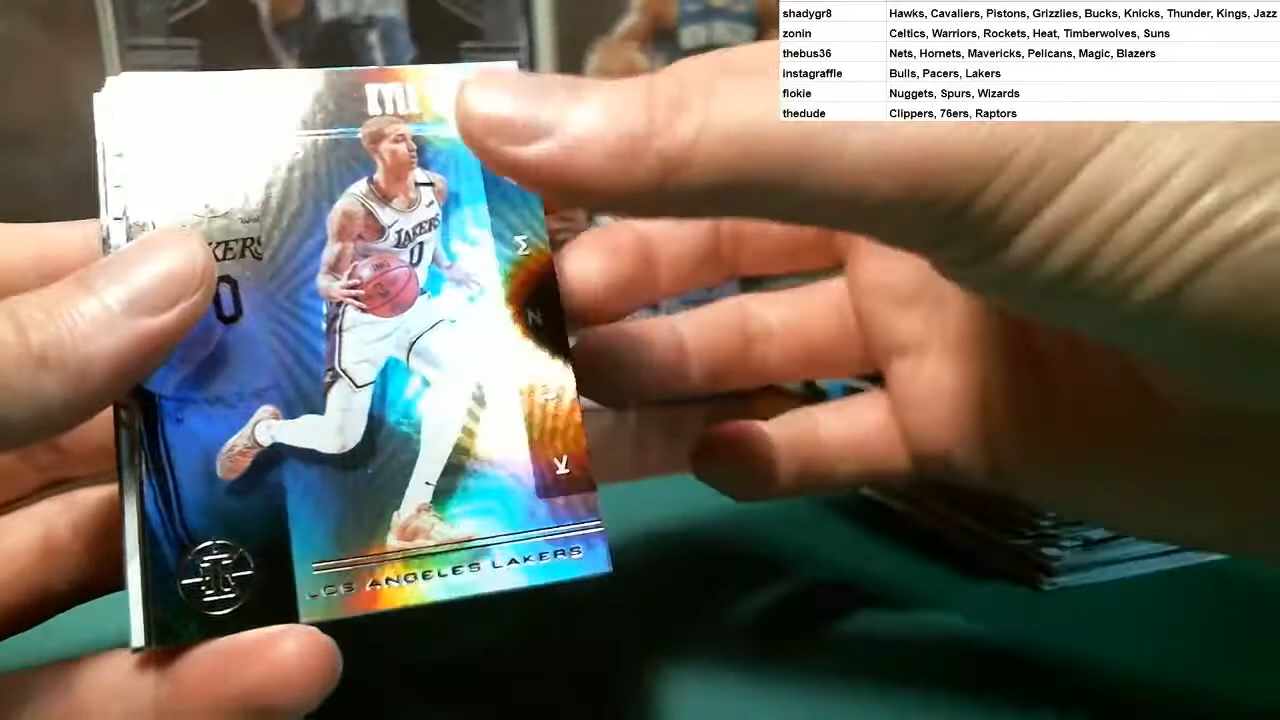 shadygr8 Hawks, Cavaliers, Pistons, Grizzlies, Bucks, Knicks, Thunder, Kings, Jazz
zonin Celtics, Warriors, Rockets, Heat, Timberwolves, Suns
thebus36 Nets, Hornets, Mavericks, Pelicans, Magic, Blazers
instagraffle Bulls, Pacers, Lakers
flokie Nuggets, Spurs, Wizards
thedude Clippers, 76ers, Raptors
LAKERS
0
0
LOS ANGELES LAKERS